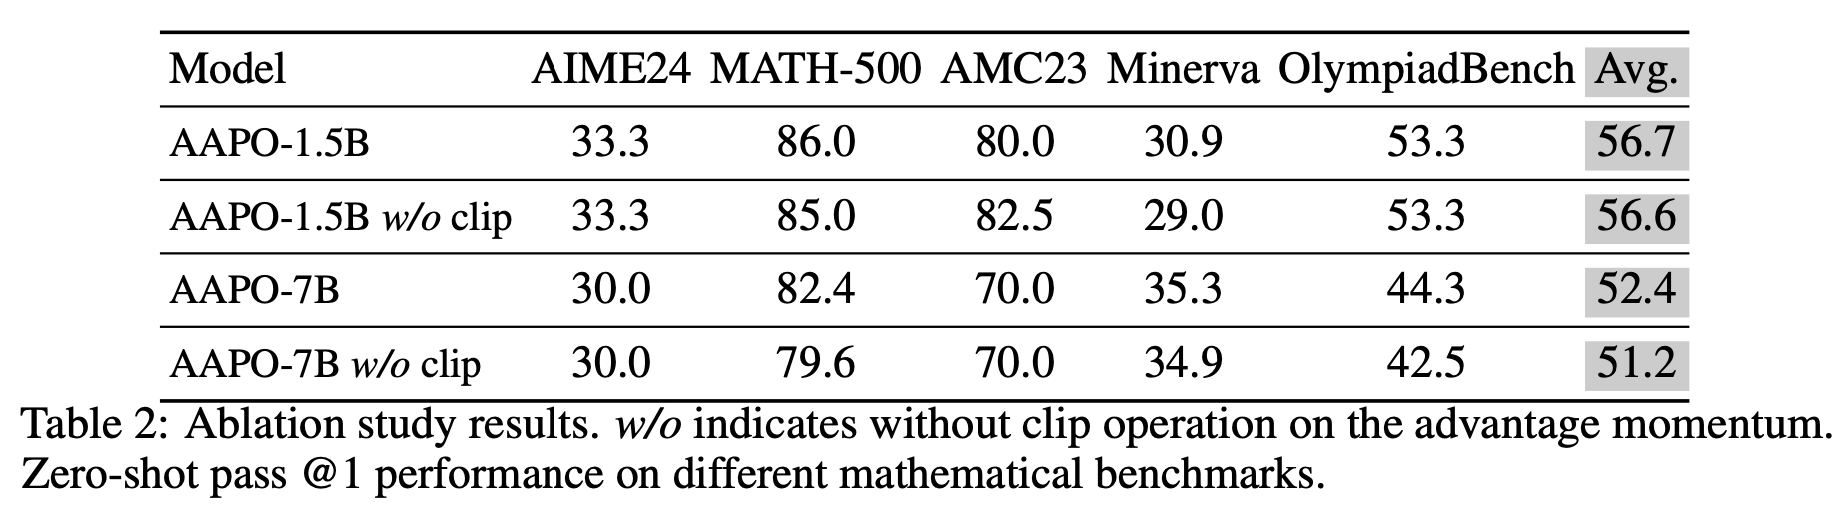 Model AIME24 MATH-500 AMC23 Minerva OlympiadBench Avg.
AAPO-1.5B 33.3 86.0 80.0 30.9 53.3 56.7
AAPO-1.5B w/o clip 33.3 85.0 82.5 29.0 53.3 56.6
AAPO-7B 30.0 82.4 70.0 35.3 44.3 52.4
AAPO-7B w/o clip 30.0 79.6 70.0 34.9 42.5 51.2
Table 2: Ablation study results. w/o indicates without clip operation on the advantage momentum.
Zero-shot pass @1 performance on different mathematical benchmarks.